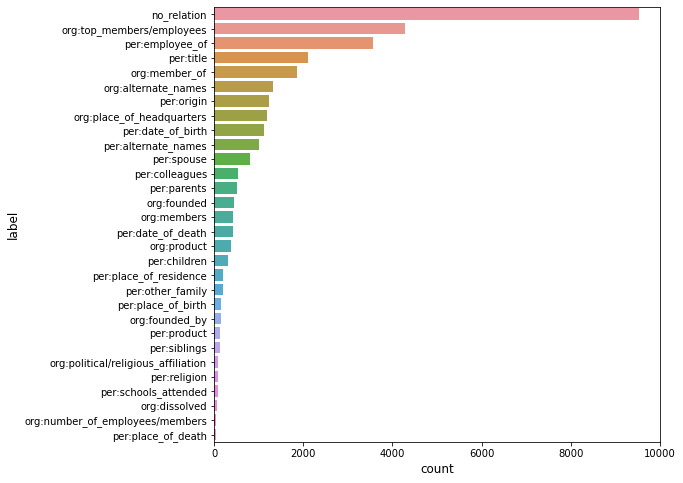 no_relation
org:top_members/employees
per:employee_of
per:title
org:member_of
org:alternate_names
per:origin
org:place_of_headquarters
per:date_of_birth
per:alternate_names
per:spouse
per:colleagues
per:parents
org:founded
org:members
per:date_of_death
org:product
per:children
per:place_of_residence
per:other_family
per:place_of_birth
org:founded_by
per:product
per:siblings
org:political/religious_affiliation
per:religion
per:schools_attended
org:dissolved
org:number_of_employees/members
per:place_of_death
label
0 2000 4000 6000 8000 10000
count